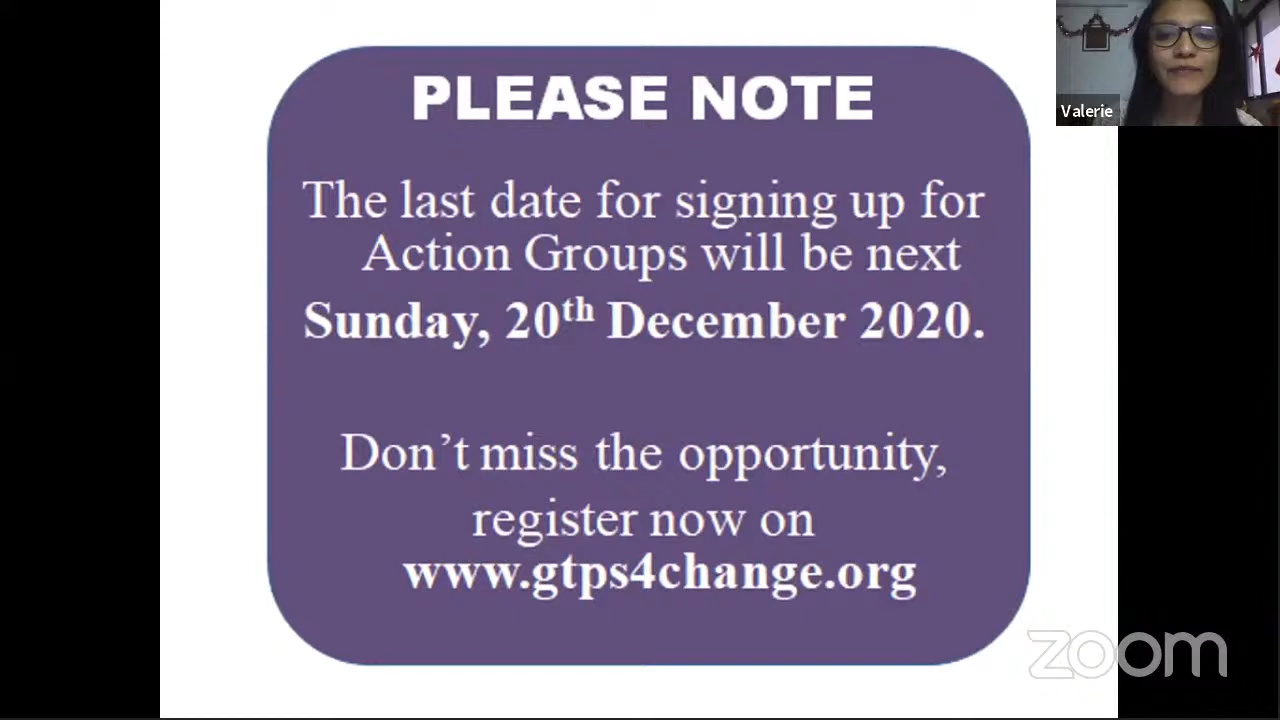 PLEASE NOTE
The last date for signing up for
Action Groups will be next
Sunday, 20th December 2020.
Don't miss the opportunity,
register now on
www.gtps4change.org
Valerie
zoom